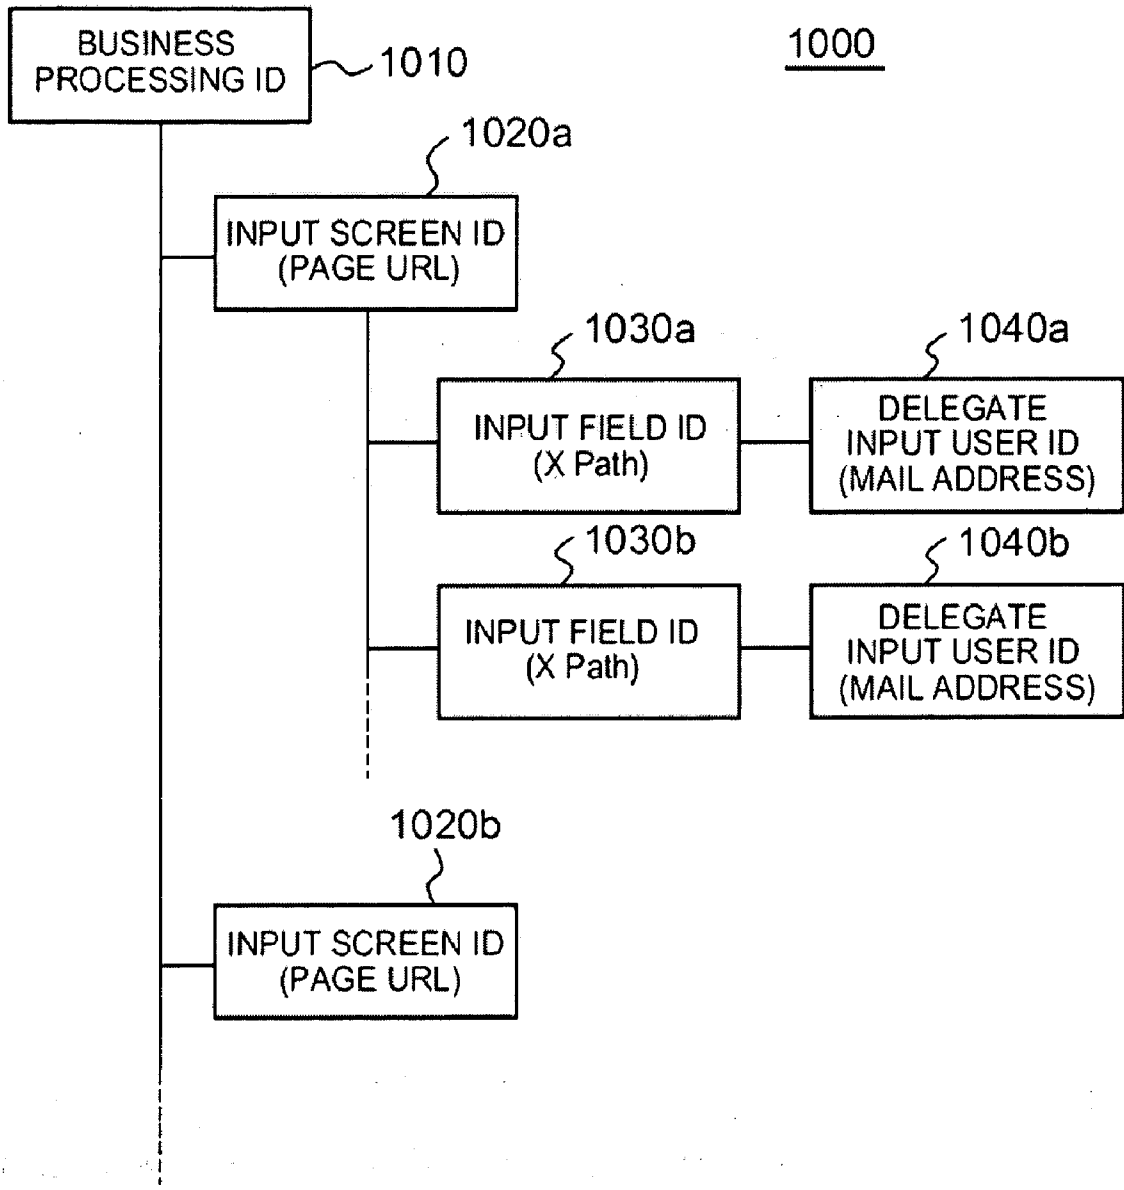 BUSINESS
PROCESSING ID
1010
1000
1020a
INPUT SCREEN ID
(PAGE URL)
1030a
1040a
INPUT FIELD ID
(X Path)
DELEGATE
INPUT USER ID
(MAIL ADDRESS)
1030b
1040b
INPUT FIELD ID
(X Path)
DELEGATE
INPUT USER ID
(MAIL ADDRESS)
1020b
INPUT SCREEN ID
(PAGE URL)